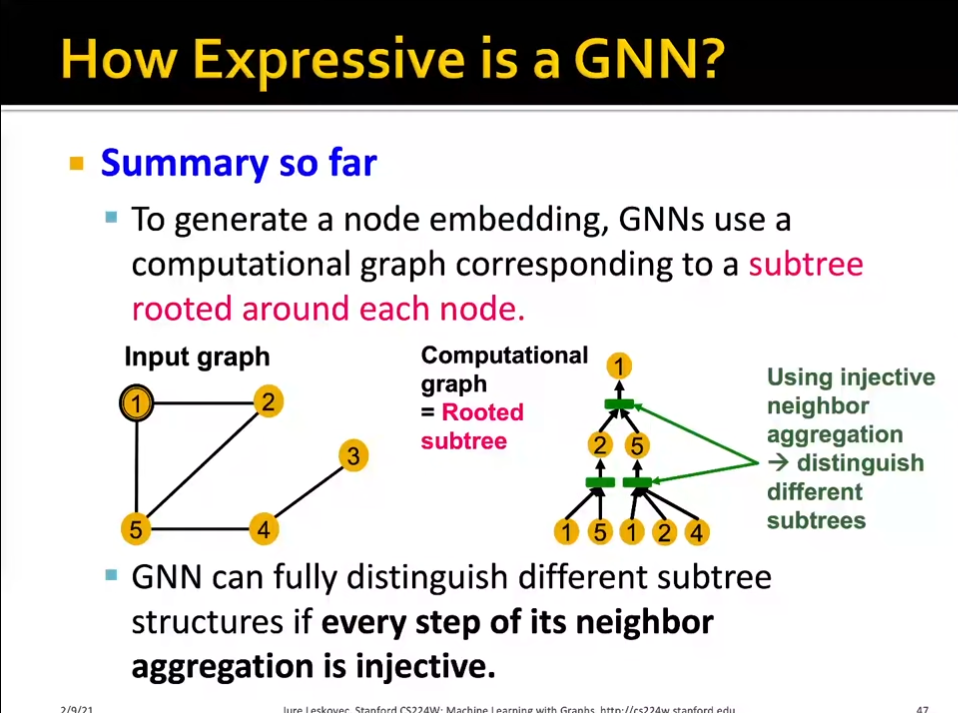 How Expressive is a GNN?
Summary so far
To generate a node embedding, GNNs use a
computational graph corresponding to a subtree
rooted around each node.
Input graph
1
2
3
5
4
Computational
graph
= Rooted
subtree
1
2 5
1 5 1 2 4
Using injective
neighbor
aggregation
→ distinguish
different
subtrees
GNN can fully distinguish different subtree
structures if every step of its neighbor
aggregation is injective.
2/9/21
Jure Leskovec, Stanford CS224W: Machine Learning with Graphs, http://cs224w.stanford.edu
47